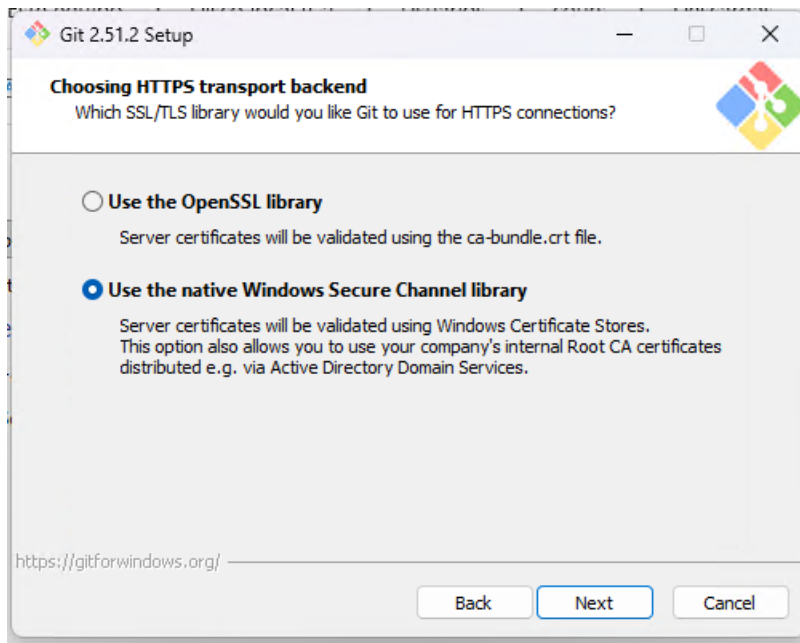 Git 2.51.2 Setup
Choosing HTTPS transport backend
Which SSL/TLS library would you like Git to use for HTTPS connections?
Use the OpenSSL library
Server certificates will be validated using the ca-bundle.crt file.
Use the native Windows Secure Channel library
Server certificates will be validated using Windows Certificate Stores.
This option also allows you to use your company's internal Root CA certificates
distributed e.g. via Active Directory Domain Services.
https://gitforwindows.org/
Back Next Cancel